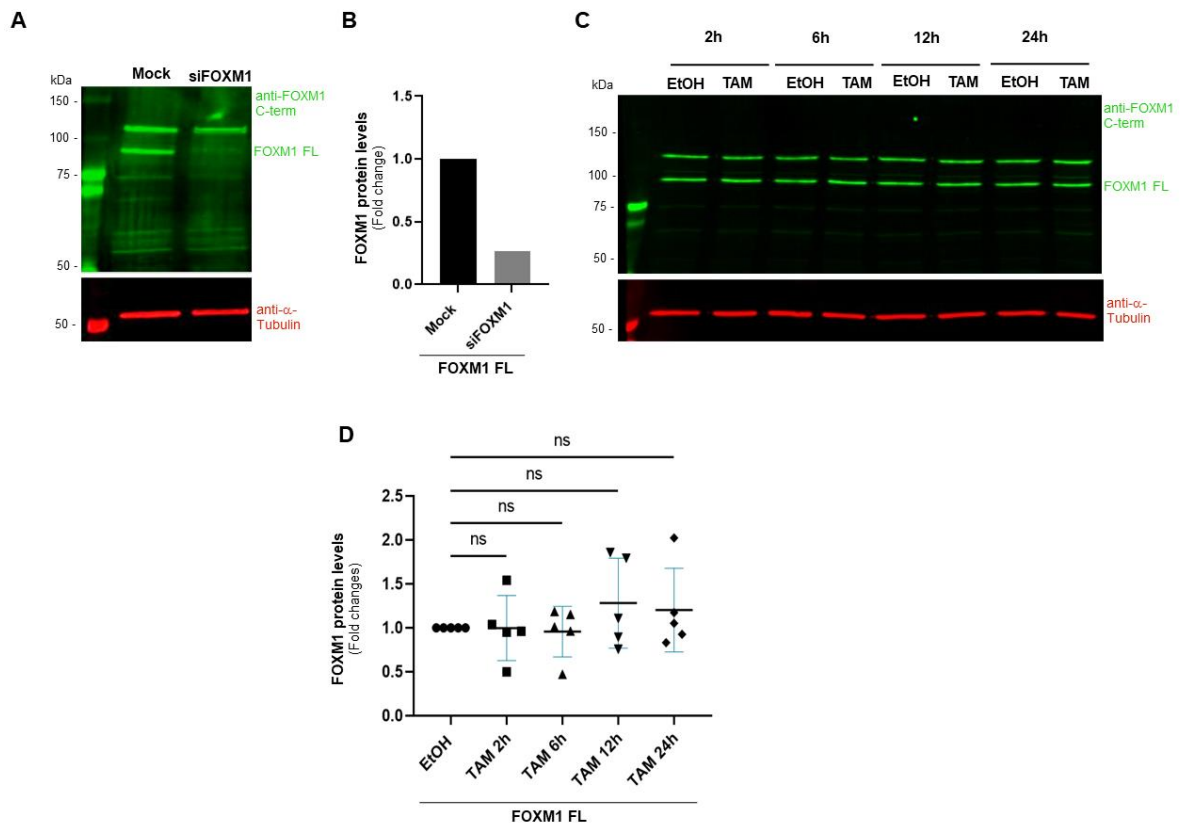 A
kDa
Mock
siFOXM1
150 -
100 -
75 -
50 -
50 -
anti-FOXM1
C-term
FOXM1 FL
anti-α-
Tubulin
B
FOXM1 protein levels
(Fold change)
1.5
1.0
0.5
0.0
Mock
siFOXM1
FOXM1 FL
C
2h
6h
12h
24h
kDa
EtOH TAM EtOH TAM EtOH TAM EtOH TAM
150 -
100 -
75 -
50 -
50 -
anti-FOXM1
C-term
FOXM1 FL
anti-α-
Tubulin
D
ns
ns
ns
ns
FOXM1 protein levels
(Fold changes)
2.5
2.0
1.5
1.0
0.5
0.0
EtOH
TAM 2h
TAM 6h
TAM 12h
TAM 24h
FOXM1 FL